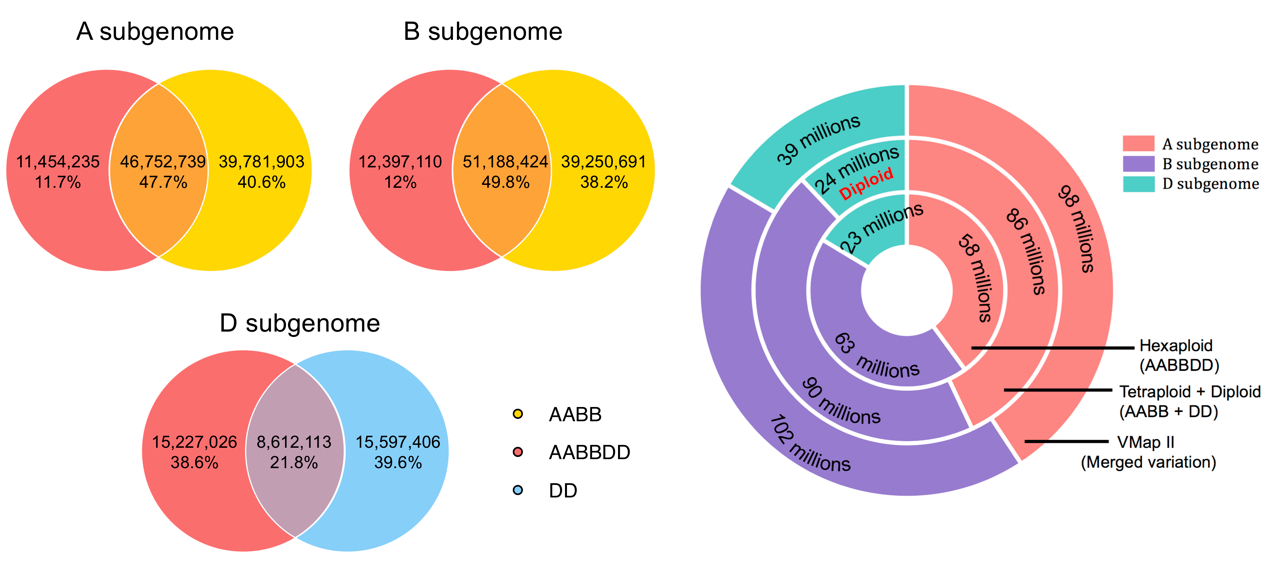 A subgenome
11,454,235
11.7%
46,752,739
47.7%
39,781,903
40.6%
B subgenome
12,397,110
12%
51,188,424
49.8%
39,250,691
38.2%
D subgenome
15,227,026
38.6%
8,612,113
21.8%
15,597,406
39.6%
AABB
AABBDD
DD
39 millions
24 millions
Diploid
23 millions
58 millions
86 millions
98 millions
63 millions
90 millions
102 millions
A subgenome
B subgenome
D subgenome
Hexaploid
(AABBDD)
Tetraploid + Diploid
(AABB + DD)
VMap II
(Merged variation)